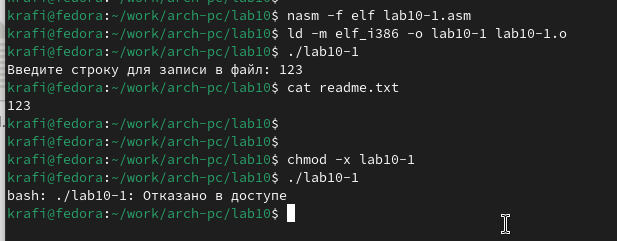 krafi@fedora:~/work/arch-pc/lab10$ nasm -f elf lab10-1.asm
krafi@fedora:~/work/arch-pc/lab10$ ld -m elf_i386 -o lab10-1 lab10-1.o
krafi@fedora:~/work/arch-pc/lab10$ ./lab10-1
Введите строку для записи в файл: 123
krafi@fedora:~/work/arch-pc/lab10$ cat readme.txt
123
krafi@fedora:~/work/arch-pc/lab10$
krafi@fedora:~/work/arch-pc/lab10$
krafi@fedora:~/work/arch-pc/lab10$ chmod -x lab10-1
krafi@fedora:~/work/arch-pc/lab10$ ./lab10-1
bash: ./lab10-1: Отказано в доступе
krafi@fedora:~/work/arch-pc/lab10$